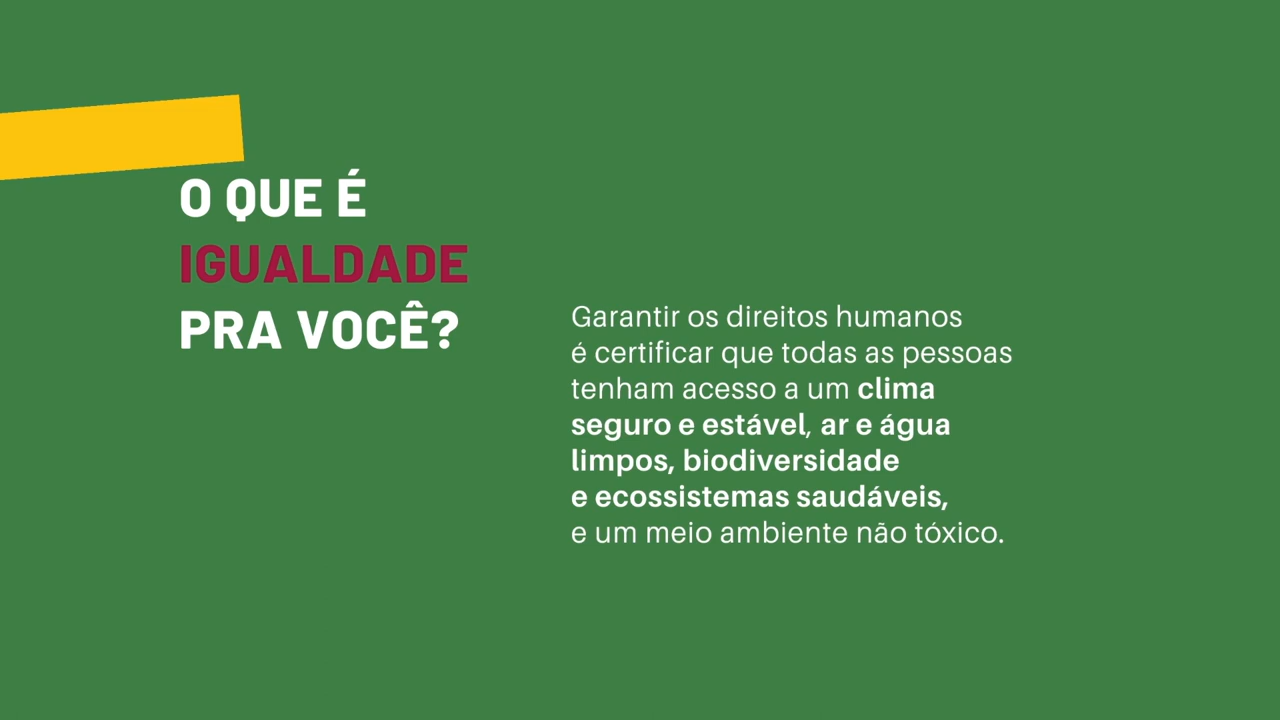 O QUE É
IGUALDADE
PRA VOCÊ?
Garantir os direitos humanos
é certificar que todas as pessoas
tenham acesso a um clima
seguro e estável, ar e água
limpos, biodiversidade
e ecossistemas saudáveis,
e um meio ambiente não tóxico.